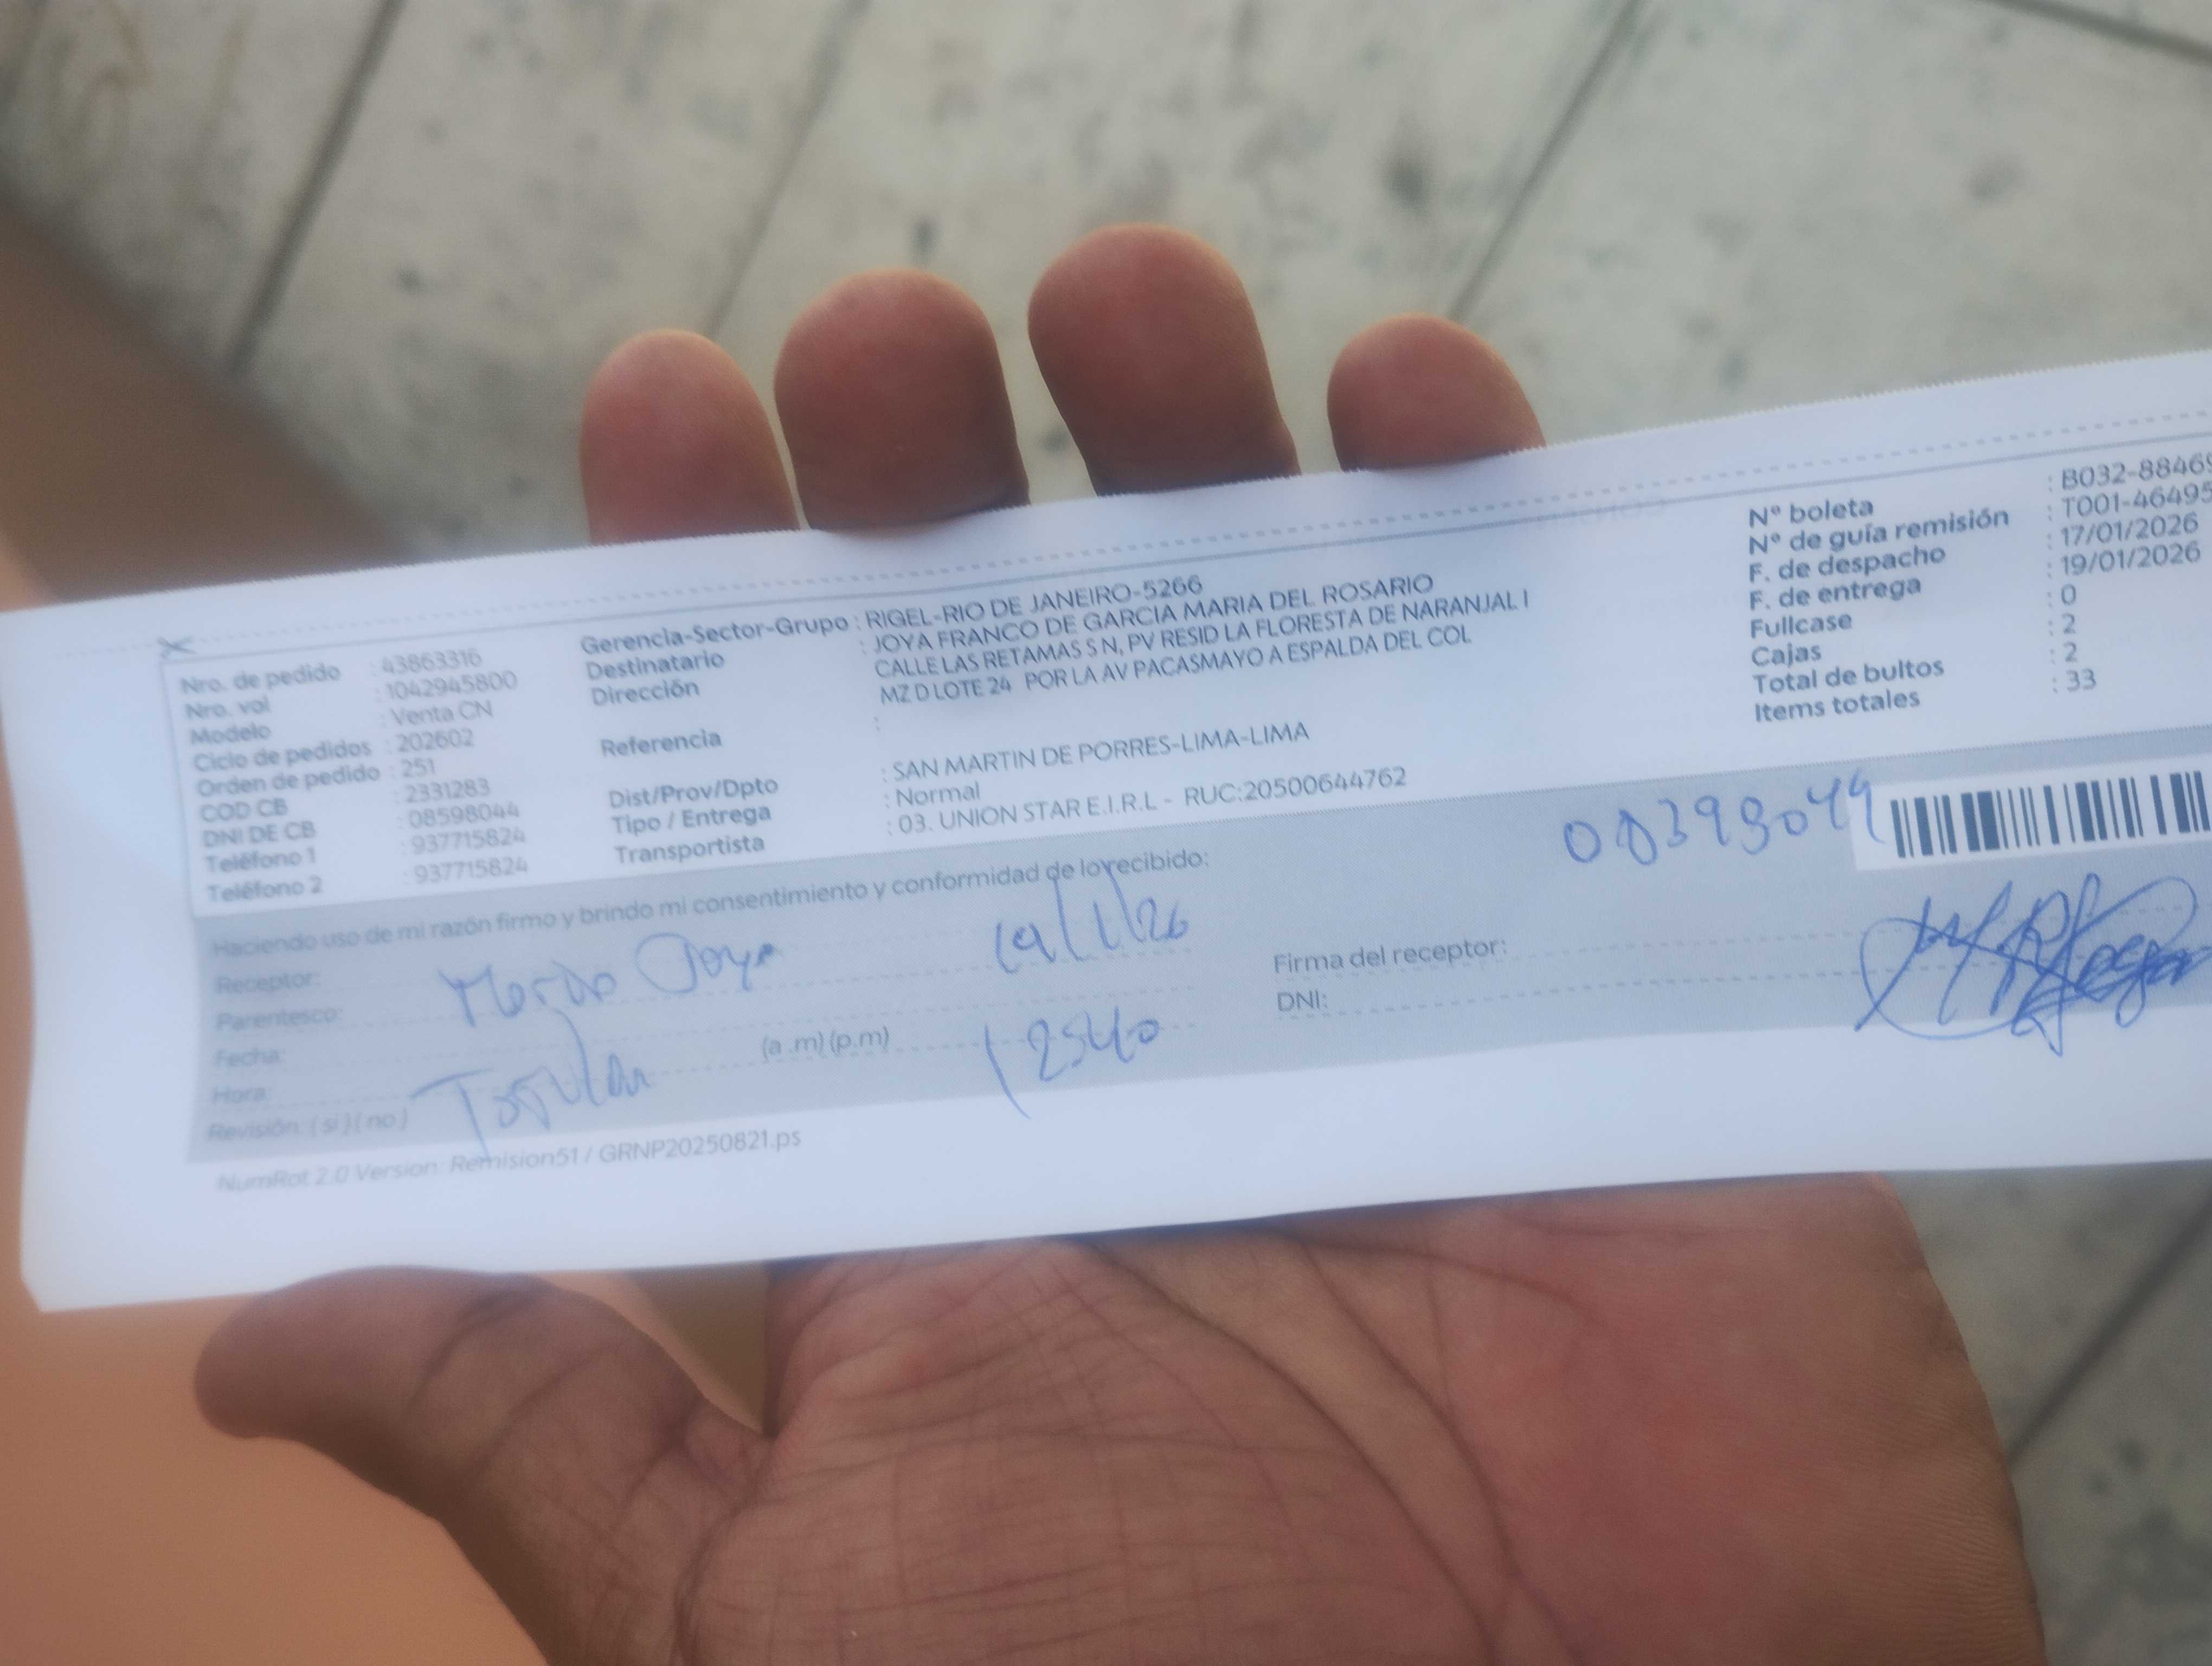 Nro. de pedido : 43863316
Nro. vol : 1042945800
Modelo : Venta CN
Ciclo de pedidos : 202602
Orden de pedido : 251
COD CB : 2331283
DNI DE CB : 08598044
Teléfono 1 : 937715824
Teléfono 2 : 937715824
Gerencia-Sector-Grupo : RIGEL-RIO DE JANEIRO-5266
Destinatario : JOYA FRANCO DE GARCIA MARIA DEL ROSARIO
Dirección CALLE LAS RETAMAS S N, PV RESID LA FLORESTA DE NARANJAL I
MZ D LOTE 24 POR LA AV PACASMAYO A ESPALDA DEL COL
Referencia :
Dist/Prov/Dpto : SAN MARTIN DE PORRES-LIMA-LIMA
Tipo / Entrega : Normal
Transportista : 03. UNION STAR E.I.R.L - RUC:20500644762
Nº boleta : B032-88469
Nº de guía remisión : T001-46495
F. de despacho : 17/01/2026
F. de entrega : 19/01/2026
Fullcase : 0
Cajas : 2
Total de bultos : 2
Items totales : 33
Haciendo uso de mi razón firmo y brindo mi consentimiento y conformidad de lo recibido:
Receptor: Joya
Parentesco:
Fecha:
Hora: (a .m) (p.m)
Revisión: ( si ) ( no )
Firma del receptor:
DNI:
NumRot 2.0 Version: Remision51 / GRNP20250821.ps